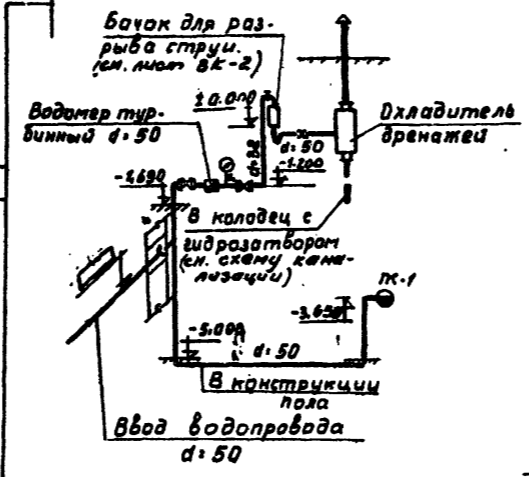 Бачок для раз-
рыва струи.
(см. лист ВК-2)
±0.000
Водомер тур-
бинный d=50
Охладитель
дренажей
d=50
d=32
-1.200
-1.690
В колодец с
гидрозатвором
(см. схему кана-
лизации)
ПК-1
-3.650
-5.000
d=50
В конструкции
пола
Ввод водопровода
d=50